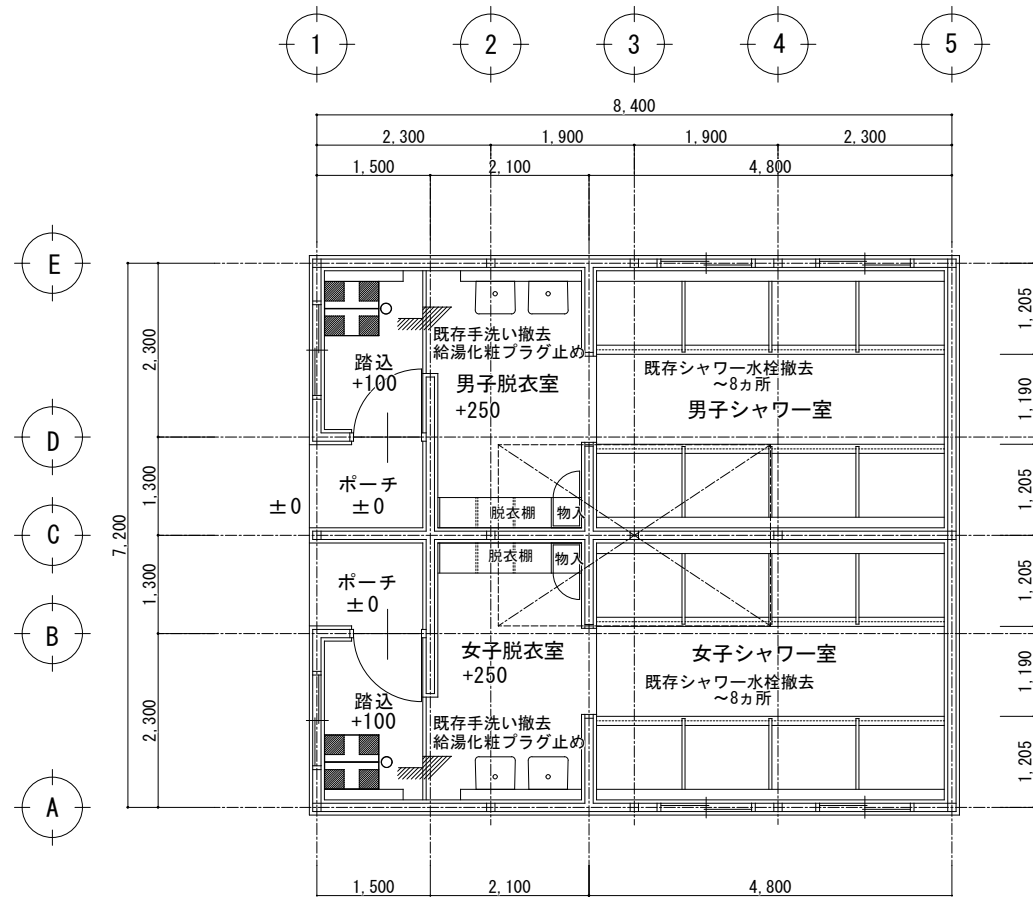 1
2
3
4
5
8,400
2,300
1,900
1,900
2,300
1,500
2,100
4,800
E
D
C
B
A
2,300
1,300
1,300
2,300
7,200
1,205
1,190
1,205
1,205
1,190
1,205
既存手洗い撤去
給湯化粧プラグ止め
踏込
+100
男子脱衣室
+250
既存シャワー水栓撤去
~8ヵ所
男子シャワー室
ポーチ
±0
±0
脱衣棚
物入
脱衣棚
物入
ポーチ
±0
女子脱衣室
+250
女子シャワー室
既存シャワー水栓撤去
~8ヵ所
踏込
+100
既存手洗い撤去
給湯化粧プラグ止め
1,500
2,100
4,800